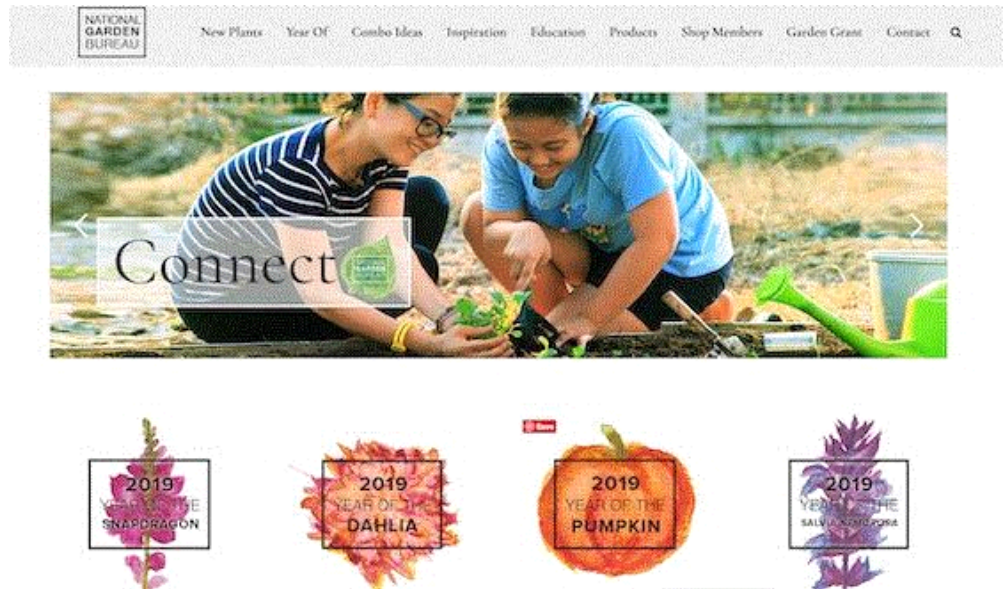 NATIONAL
GARDEN
BUREAU
New Plants Year Of Combo Ideas Inspiration Education Products Shop Members Garden Grant Contact
Connect
Save
2019
YEAR OF THE
SNAPDRAGON
2019
YEAR OF THE
DAHLIA
2019
YEAR OF THE
PUMPKIN
2019
YEAR OF THE
SALVIA NEMOROSA